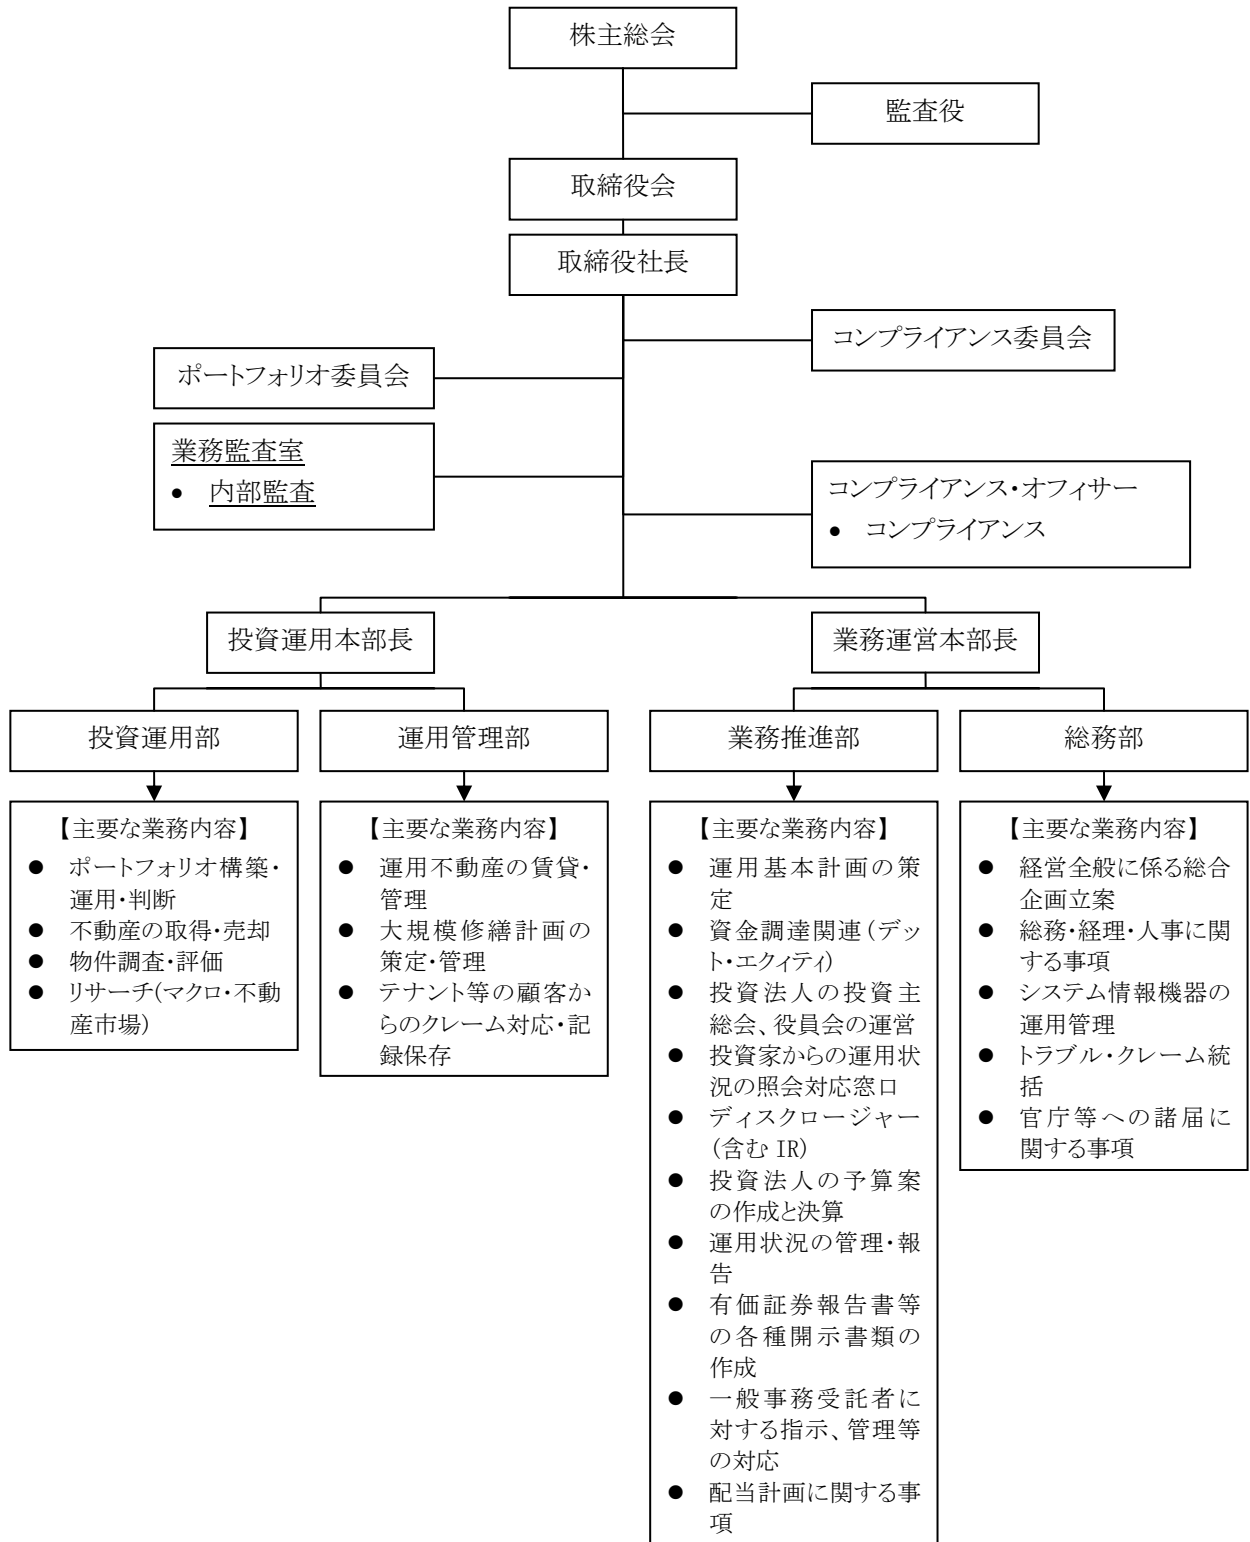 株主総会
監査役
取締役会
取締役社長
コンプライアンス委員会
ポートフォリオ委員会
業務監査室
● 内部監査
コンプライアンス・オフィサー
● コンプライアンス
投資運用本部長
業務運営本部長
投資運用部
運用管理部
業務推進部
総務部
【主要な業務内容】
● ポートフォリオ構築・
運用・判断
● 不動産の取得・売却
● 物件調査・評価
● リサーチ(マクロ・不動
産市場)
【主要な業務内容】
● 運用不動産の賃貸・
管理
● 大規模修繕計画の
策定・管理
● テナント等の顧客か
らのクレーム対応・記
録保存
【主要な業務内容】
● 運用基本計画の策
定
● 資金調達関連(デッ
ト・エクィティ)
● 投資法人の投資主
総会、役員会の運営
● 投資家からの運用状
況の照会対応窓口
● ディスクロージャー
(含む IR)
● 投資法人の予算案
の作成と決算
● 運用状況の管理・報
告
● 有価証券報告書等
の各種開示書類の
作成
● 一般事務受託者に
対する指示、管理等
の対応
● 配当計画に関する事
項
【主要な業務内容】
● 経営全般に係る総合
企画立案
● 総務・経理・人事に関
する事項
● システム情報機器の
運用管理
● トラブル・クレーム統
括
● 官庁等への諸届に
関する事項